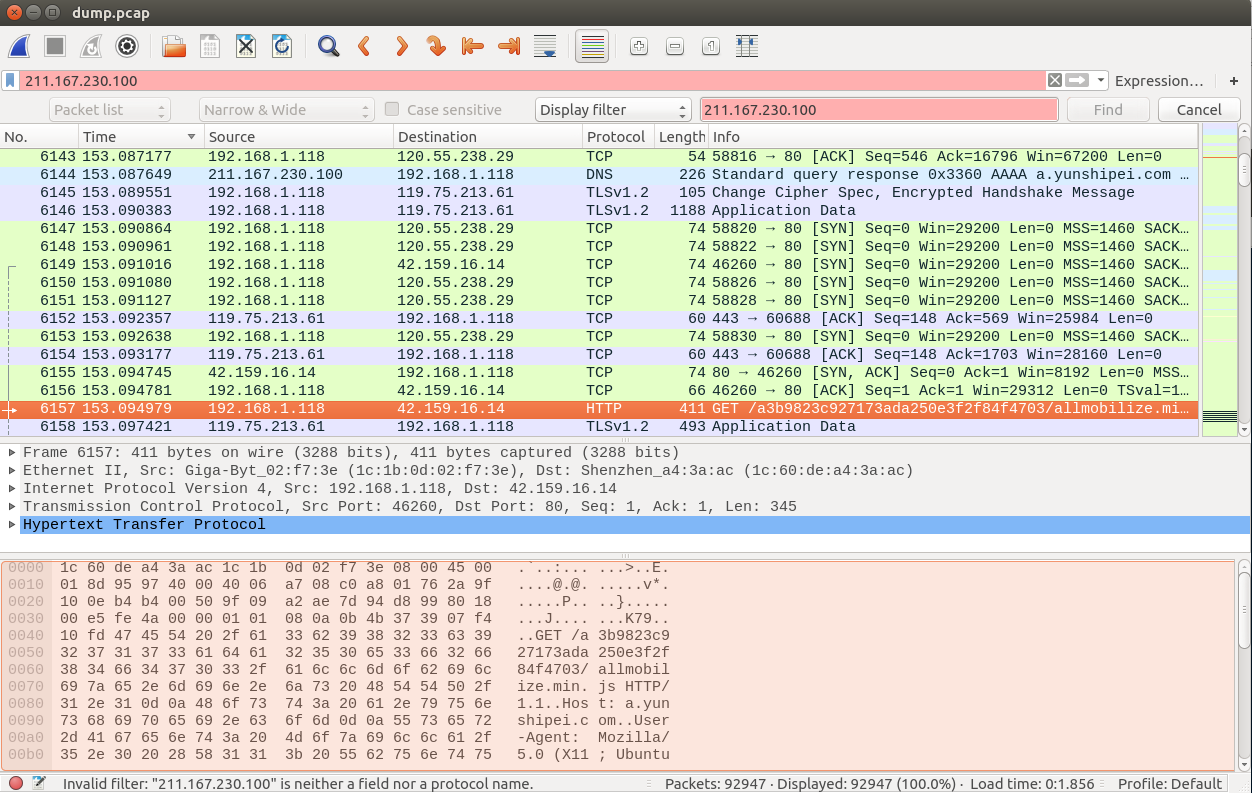 dump.pcap
211.167.230.100 Expression… +
Packet list Narrow & Wide Case sensitive Display filter 211.167.230.100 Find Cancel
No. Time Source Destination Protocol Length Info
6143 153.087177 192.168.1.118 120.55.238.29 TCP 54 58816 → 80 [ACK] Seq=546 Ack=16796 Win=67200 Len=0
6144 153.087649 211.167.230.100 192.168.1.118 DNS 226 Standard query response 0x3360 AAAA a.yunshipei.com …
6145 153.089551 192.168.1.118 119.75.213.61 TLSv1.2 105 Change Cipher Spec, Encrypted Handshake Message
6146 153.090383 192.168.1.118 119.75.213.61 TLSv1.2 1188 Application Data
6147 153.090864 192.168.1.118 120.55.238.29 TCP 74 58820 → 80 [SYN] Seq=0 Win=29200 Len=0 MSS=1460 SACK…
6148 153.090961 192.168.1.118 120.55.238.29 TCP 74 58822 → 80 [SYN] Seq=0 Win=29200 Len=0 MSS=1460 SACK…
6149 153.091016 192.168.1.118 42.159.16.14 TCP 74 46260 → 80 [SYN] Seq=0 Win=29200 Len=0 MSS=1460 SACK…
6150 153.091080 192.168.1.118 120.55.238.29 TCP 74 58826 → 80 [SYN] Seq=0 Win=29200 Len=0 MSS=1460 SACK…
6151 153.091127 192.168.1.118 120.55.238.29 TCP 74 58828 → 80 [SYN] Seq=0 Win=29200 Len=0 MSS=1460 SACK…
6152 153.092357 119.75.213.61 192.168.1.118 TCP 60 443 → 60688 [ACK] Seq=148 Ack=569 Win=25984 Len=0
6153 153.092638 192.168.1.118 120.55.238.29 TCP 74 58830 → 80 [SYN] Seq=0 Win=29200 Len=0 MSS=1460 SACK…
6154 153.093177 119.75.213.61 192.168.1.118 TCP 60 443 → 60688 [ACK] Seq=148 Ack=1703 Win=28160 Len=0
6155 153.094745 42.159.16.14 192.168.1.118 TCP 74 80 → 46260 [SYN, ACK] Seq=0 Ack=1 Win=8192 Len=0 MSS…
6156 153.094781 192.168.1.118 42.159.16.14 TCP 66 46260 → 80 [ACK] Seq=1 Ack=1 Win=29312 Len=0 TSval=1…
6157 153.094979 192.168.1.118 42.159.16.14 HTTP 411 GET /a3b9823c927173ada250e3f2f84f4703/allmobilize.mi…
6158 153.097421 119.75.213.61 192.168.1.118 TLSv1.2 493 Application Data
Frame 6157: 411 bytes on wire (3288 bits), 411 bytes captured (3288 bits)
Ethernet II, Src: Giga-Byt_02:f7:3e (1c:1b:0d:02:f7:3e), Dst: Shenzhen_a4:3a:ac (1c:60:de:a4:3a:ac)
Internet Protocol Version 4, Src: 192.168.1.118, Dst: 42.159.16.14
Transmission Control Protocol, Src Port: 46260, Dst Port: 80, Seq: 1, Ack: 1, Len: 345
Hypertext Transfer Protocol
0000 1c 60 de a4 3a ac 1c 1b 0d 02 f7 3e 08 00 45 00 .`..:... ...>..E.
0010 01 8d 95 97 40 00 40 06 a7 08 c0 a8 01 76 2a 9f ....@.@. .....v*.
0020 10 0e b4 b4 00 50 9f 09 a2 ae 7d 94 d8 99 80 18 .....P.. ..}.....
0030 00 e5 fe 4a 00 00 01 01 08 0a 0b 4b 37 39 07 f4 ...J.... ...K79..
0040 10 fd 47 45 54 20 2f 61 33 62 39 38 32 33 63 39 ..GET /a 3b9823c9
0050 32 37 31 37 33 61 64 61 32 35 30 65 33 66 32 66 27173ada 250e3f2f
0060 38 34 66 34 37 30 33 2f 61 6c 6c 6d 6f 62 69 6c 84f4703/ allmobil
0070 69 7a 65 2e 6d 69 6e 2e 6a 73 20 48 54 54 50 2f ize.min. js HTTP/
0080 31 2e 31 0d 0a 48 6f 73 74 3a 20 61 2e 79 75 6e 1.1..Hos t: a.yun
0090 73 68 69 70 65 69 2e 63 6f 6d 0d 0a 55 73 65 72 shipei.c om..User
00a0 2d 41 67 65 6e 74 3a 20 4d 6f 7a 69 6c 6c 61 2f -Agent: Mozilla/
00b0 35 2e 30 20 28 58 31 31 3b 20 55 62 75 6e 74 75 5.0 (X11 ; Ubuntu
Invalid filter: "211.167.230.100" is neither a field nor a protocol name. Packets: 92947 · Displayed: 92947 (100.0%) · Load time: 0:1.856 Profile: Default